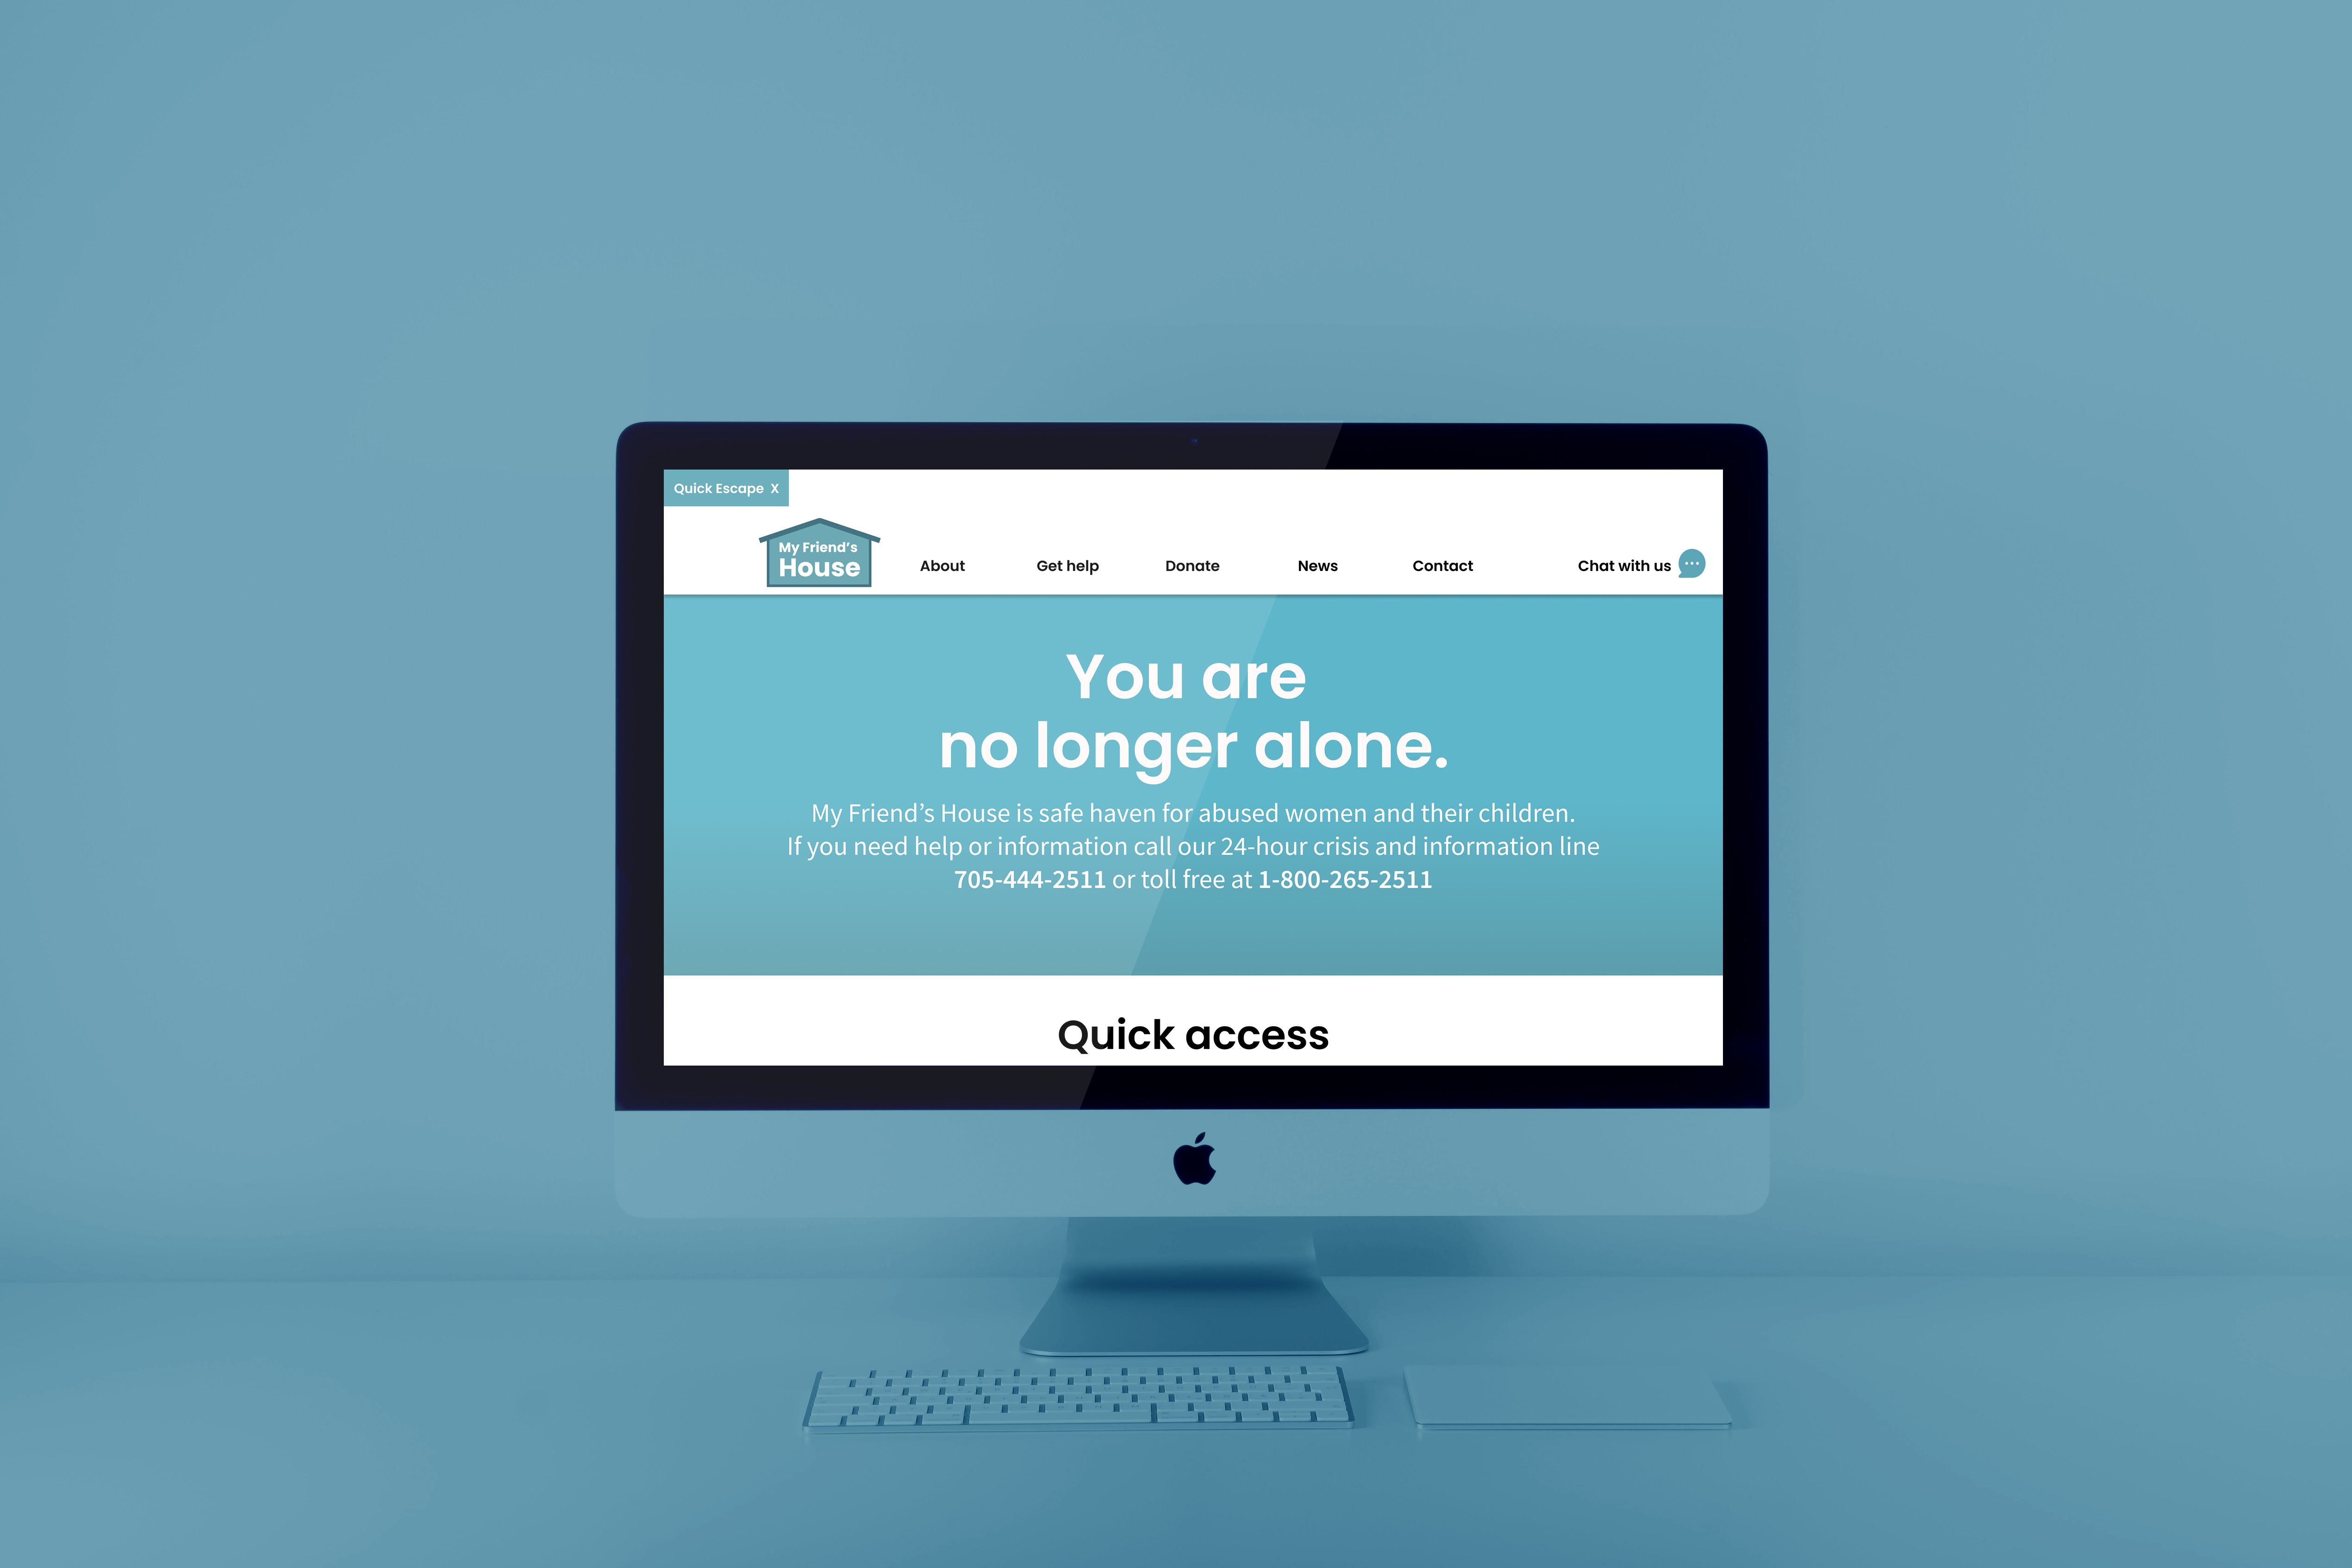 Quick Escape X
My Friend’s
House
About Get help Donate News Contact Chat with us
You are
no longer alone.
My Friend’s House is safe haven for abused women and their children.
If you need help or information call our 24-hour crisis and information line
705-444-2511 or toll free at 1-800-265-2511
Quick access